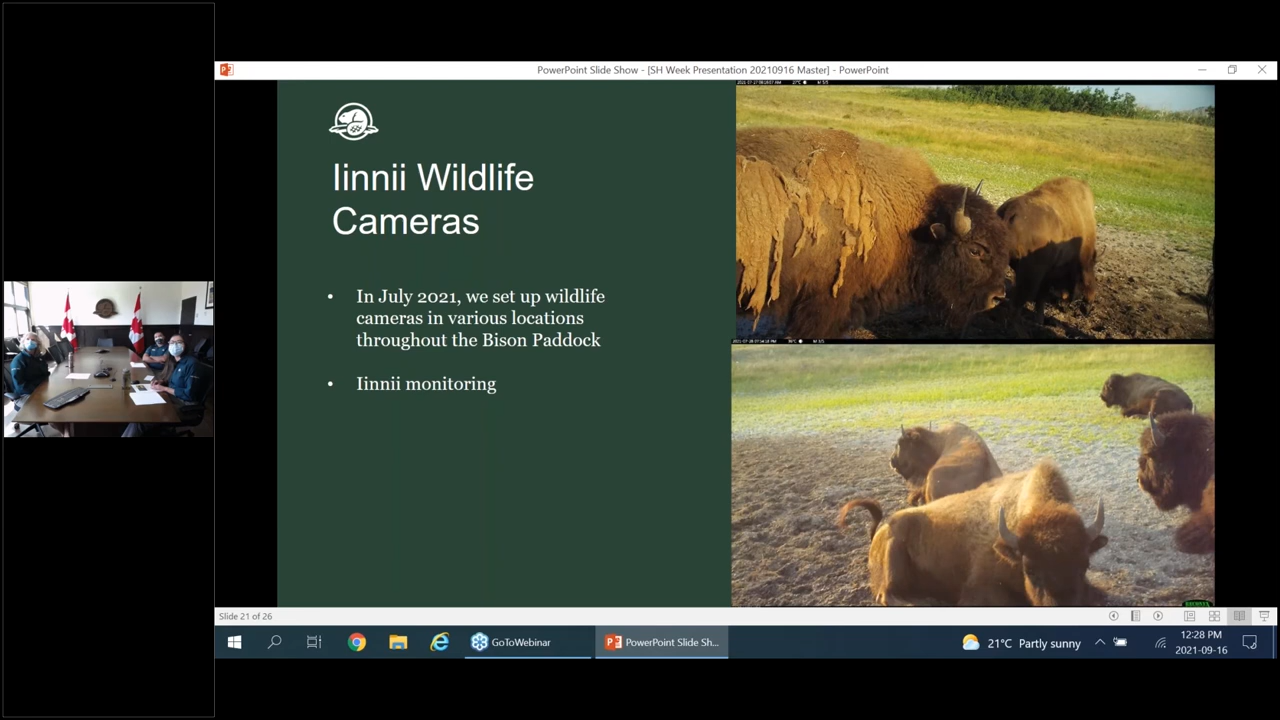 PowerPoint Slide Show - [SH Week Presentation 20210916 Master] - PowerPoint
Iinnii Wildlife
Cameras
• In July 2021, we set up wildlife
cameras in various locations
throughout the Bison Paddock
• Iinnii monitoring
Slide 21 of 26
GoToWebinar
PowerPoint Slide Sh...
21°C Partly sunny
12:28 PM
2021-09-16